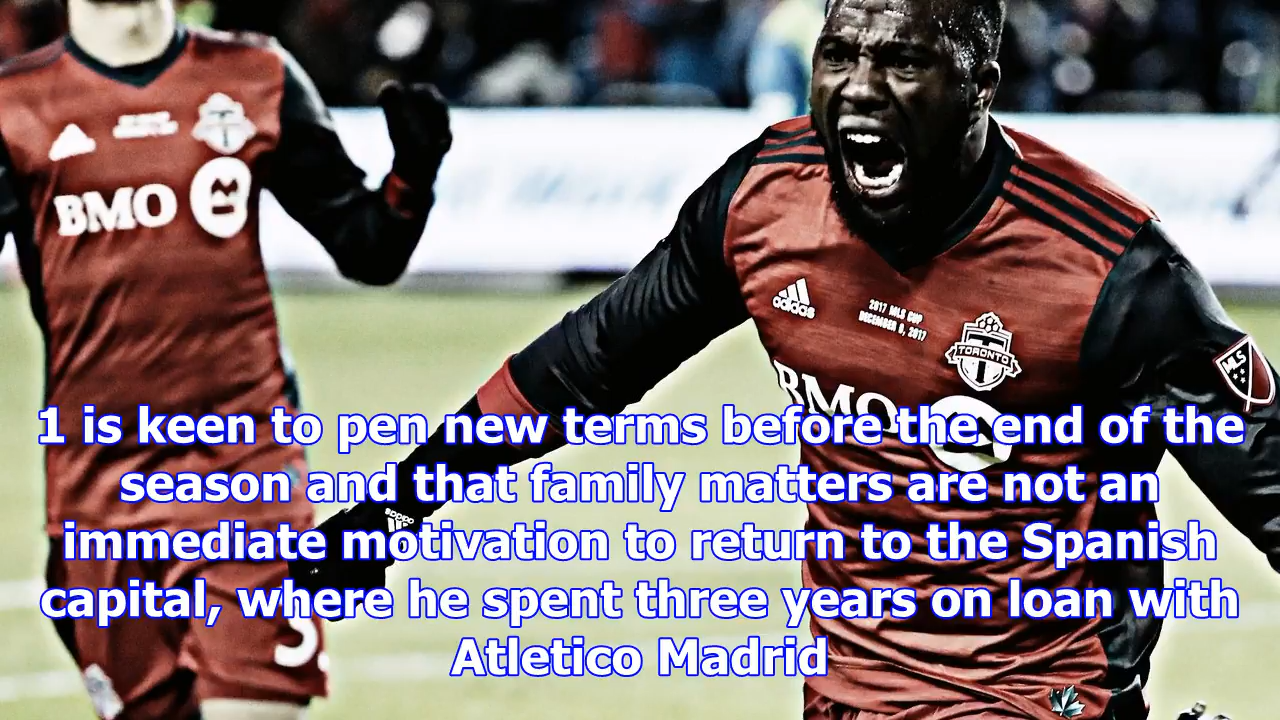 BMO
adidas
2017 MLS CUP
DECEMBER 9, 2017
TORONTO
MLS
BMO
1 is keen to pen new terms before the end of the
season and that family matters are not an
immediate motivation to return to the Spanish
capital, where he spent three years on loan with
Atletico Madrid